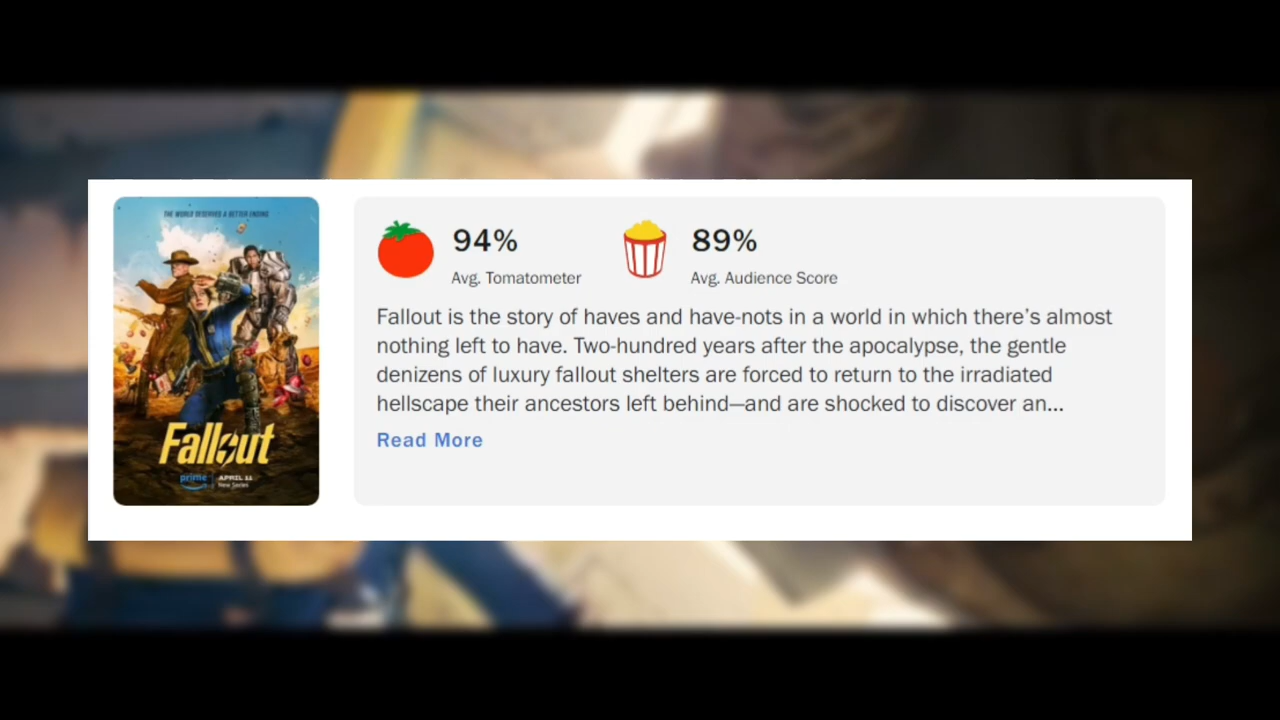 THE WORLD DESERVES A BETTER ENDING
Fallout
prime
APRIL 11
New Series
94%
Avg. Tomatometer
89%
Avg. Audience Score
Fallout is the story of haves and have-nots in a world in which there’s almost
nothing left to have. Two-hundred years after the apocalypse, the gentle
denizens of luxury fallout shelters are forced to return to the irradiated
hellscape their ancestors left behind—and are shocked to discover an...
Read More